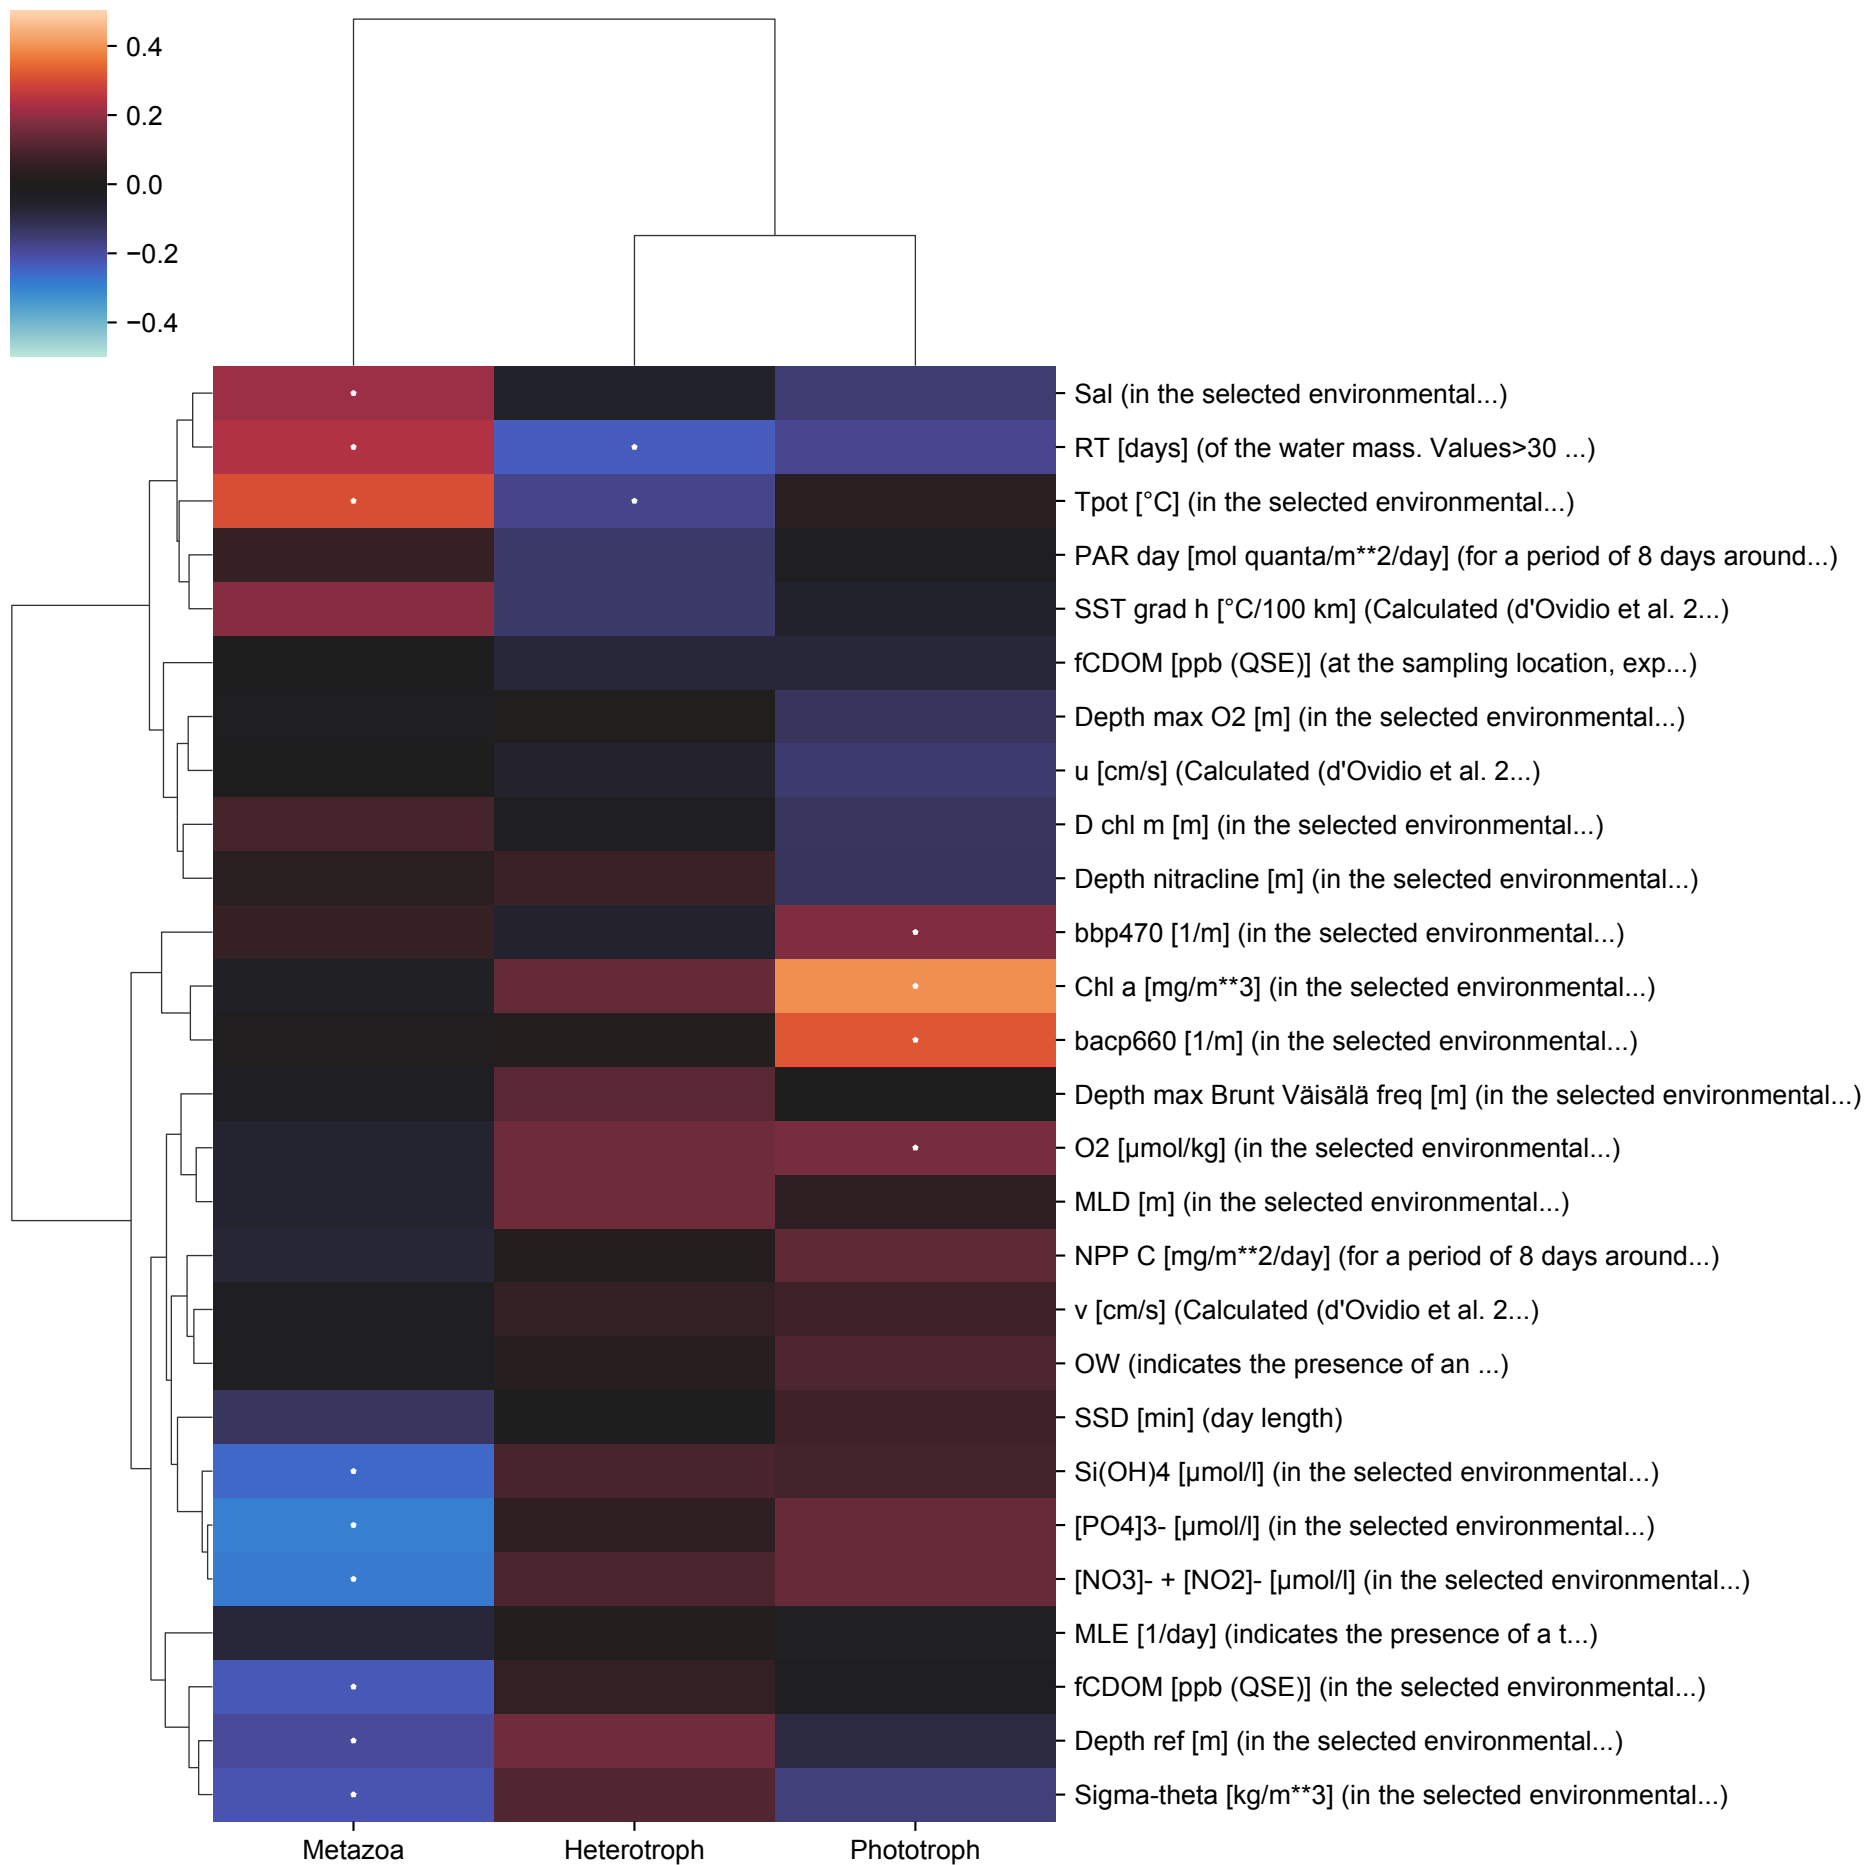 0.4
0.2
0.0
−0.2
−0.4
Sal (in the selected environmental...)
RT [days] (of the water mass. Values>30 ...)
Tpot [°C] (in the selected environmental...)
PAR day [mol quanta/m**2/day] (for a period of 8 days around...)
SST grad h [°C/100 km] (Calculated (d'Ovidio et al. 2...)
fCDOM [ppb (QSE)] (at the sampling location, exp...)
Depth max O2 [m] (in the selected environmental...)
u [cm/s] (Calculated (d'Ovidio et al. 2...)
D chl m [m] (in the selected environmental...)
Depth nitracline [m] (in the selected environmental...)
bbp470 [1/m] (in the selected environmental...)
Chl a [mg/m**3] (in the selected environmental...)
bacp660 [1/m] (in the selected environmental...)
Depth max Brunt Väisälä freq [m] (in the selected environmental...)
O2 [µmol/kg] (in the selected environmental...)
MLD [m] (in the selected environmental...)
NPP C [mg/m**2/day] (for a period of 8 days around...)
v [cm/s] (Calculated (d'Ovidio et al. 2...)
OW (indicates the presence of an ...)
SSD [min] (day length)
Si(OH)4 [µmol/l] (in the selected environmental...)
[PO4]3- [µmol/l] (in the selected environmental...)
[NO3]- + [NO2]- [µmol/l] (in the selected environmental...)
MLE [1/day] (indicates the presence of a t...)
fCDOM [ppb (QSE)] (in the selected environmental...)
Depth ref [m] (in the selected environmental...)
Sigma-theta [kg/m**3] (in the selected environmental...)
Metazoa Heterotroph Phototroph